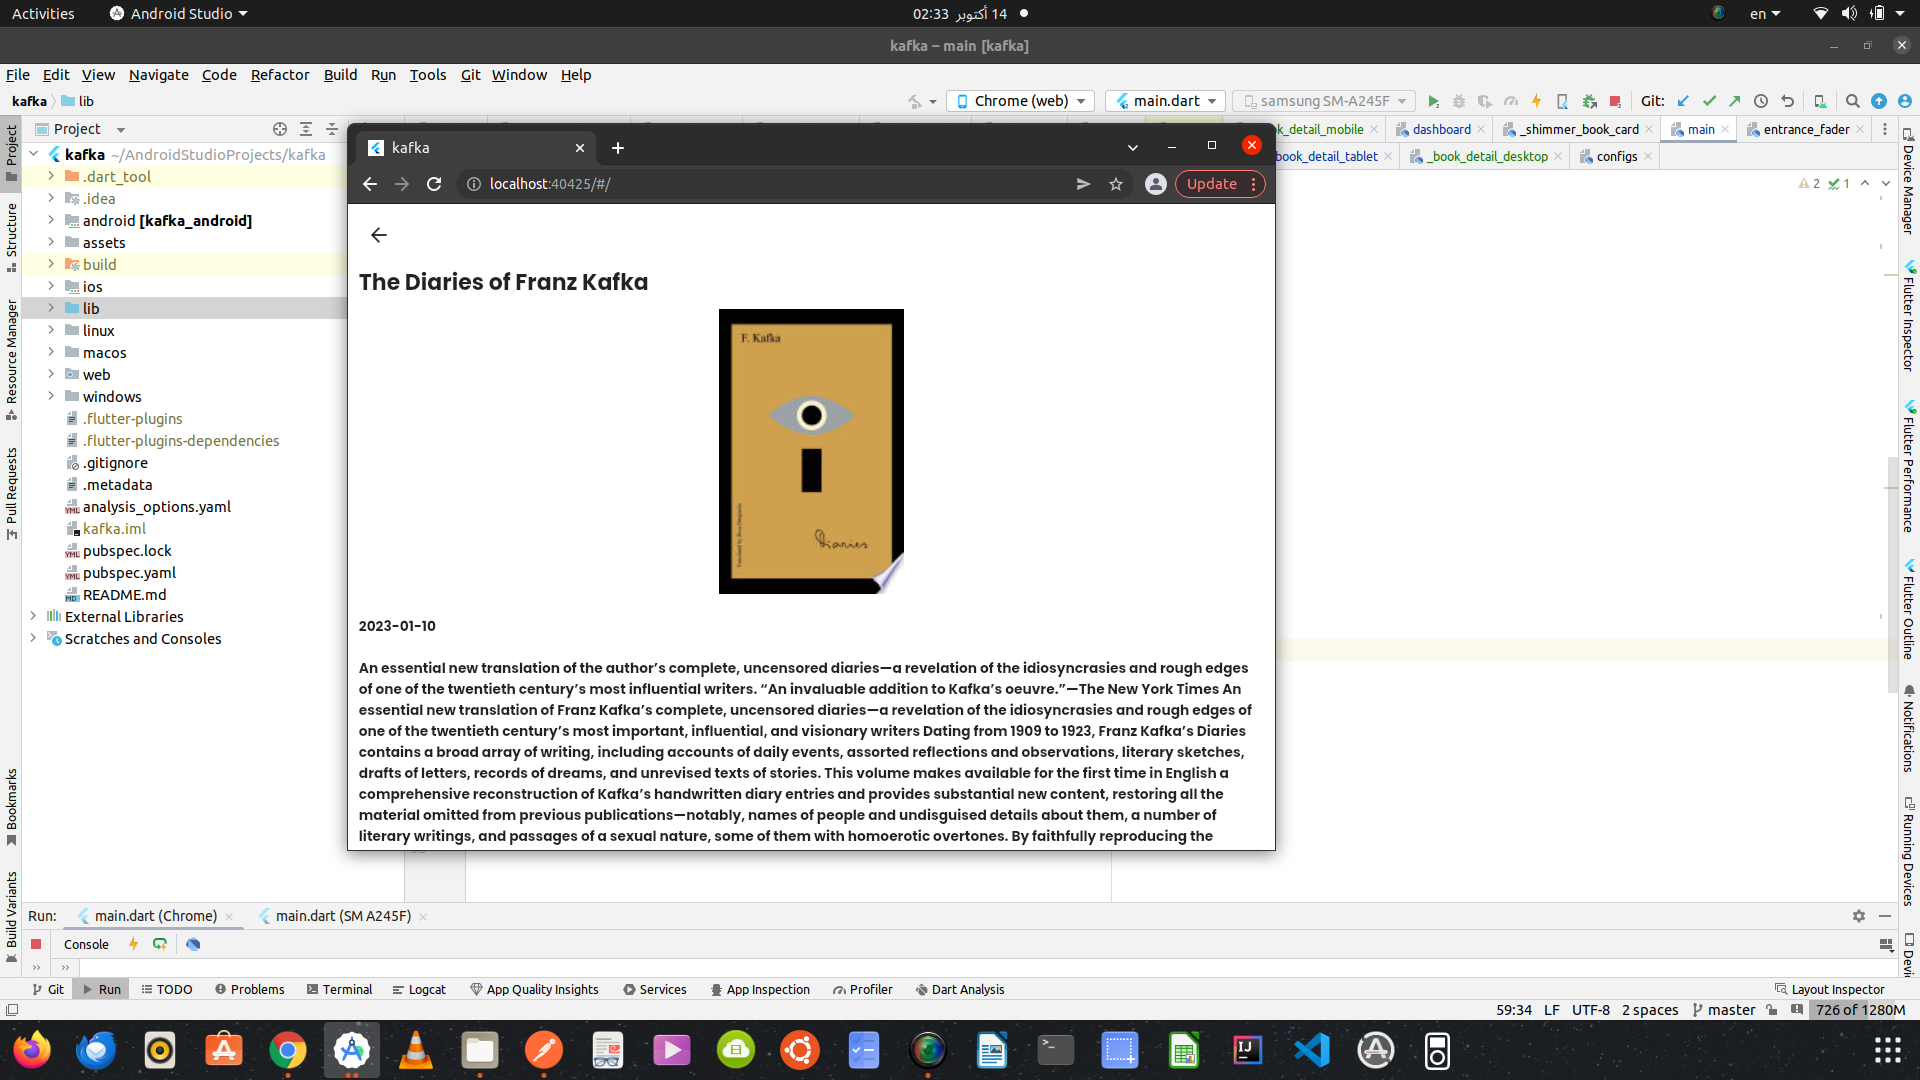 Activities
Android Studio
14 أكتوبر 02:33
en
kafka – main [kafka]
File Edit View Navigate Code Refactor Build Run Tools Git Window Help
kafka
lib
Chrome (web)
main.dart
samsung SM-A245F
Git:
Project
ok_detail_mobile
dashboard
_shimmer_book_card
main
entrance_fader
book_detail_tablet
_book_detail_desktop
configs
2
1
kafka ~/AndroidStudioProjects/kafka
.dart_tool
.idea
android [kafka_android]
assets
build
ios
lib
linux
macos
web
windows
.flutter-plugins
.flutter-plugins-dependencies
.gitignore
.metadata
analysis_options.yaml
kafka.iml
pubspec.lock
pubspec.yaml
README.md
External Libraries
Scratches and Consoles
Project
Structure
Resource Manager
Pull Requests
Bookmarks
Build Variants
kafka
localhost:40425/#/
Update
The Diaries of Franz Kafka
F. Kafka
Diaries
2023-01-10
An essential new translation of the author’s complete, uncensored diaries—a revelation of the idiosyncrasies and rough edges
of one of the twentieth century’s most influential writers. “An invaluable addition to Kafka’s oeuvre.”—The New York Times An
essential new translation of Franz Kafka’s complete, uncensored diaries—a revelation of the idiosyncrasies and rough edges of
one of the twentieth century’s most important, influential, and visionary writers Dating from 1909 to 1923, Franz Kafka’s Diaries
contains a broad array of writing, including accounts of daily events, assorted reflections and observations, literary sketches,
drafts of letters, records of dreams, and unrevised texts of stories. This volume makes available for the first time in English a
comprehensive reconstruction of Kafka’s handwritten diary entries and provides substantial new content, restoring all the
material omitted from previous publications—notably, names of people and undisguised details about them, a number of
literary writings, and passages of a sexual nature, some of them with homoerotic overtones. By faithfully reproducing the
Device Manager
Flutter Inspector
Flutter Performance
Flutter Outline
Notifications
Running Devices
Run:
main.dart (Chrome)
main.dart (SM A245F)
Console
Git
Run
TODO
Problems
Terminal
Logcat
App Quality Insights
Services
App Inspection
Profiler
Dart Analysis
Layout Inspector
59:34 LF UTF-8 2 spaces master 726 of 1280M